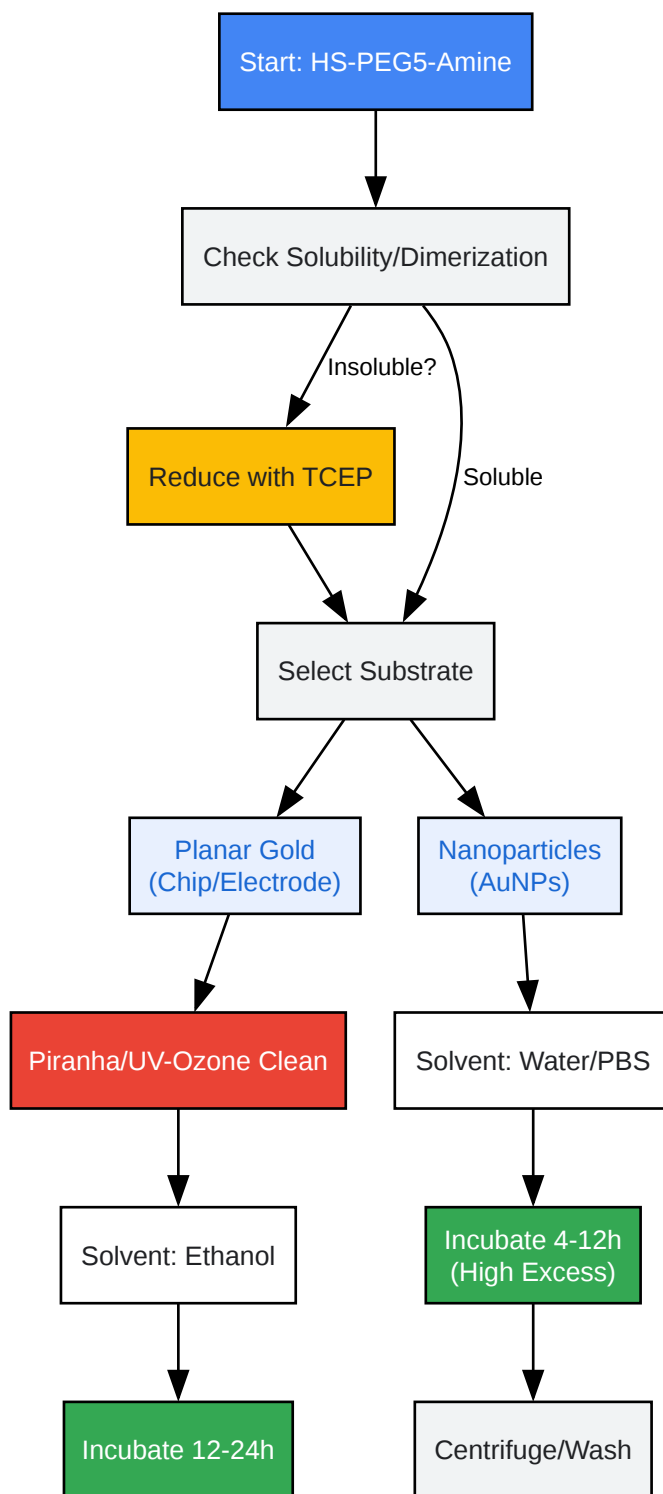 Start: HS-PEG5-Amine
Check Solubility/Dimerization
Insoluble?
Reduce with TCEP
Soluble
Select Substrate
Planar Gold
(Chip/Electrode)
Nanoparticles
(AuNPs)
Piranha/UV-Ozone Clean
Solvent: Water/PBS
Solvent: Ethanol
Incubate 4-12h
(High Excess)
Incubate 12-24h
Centrifuge/Wash